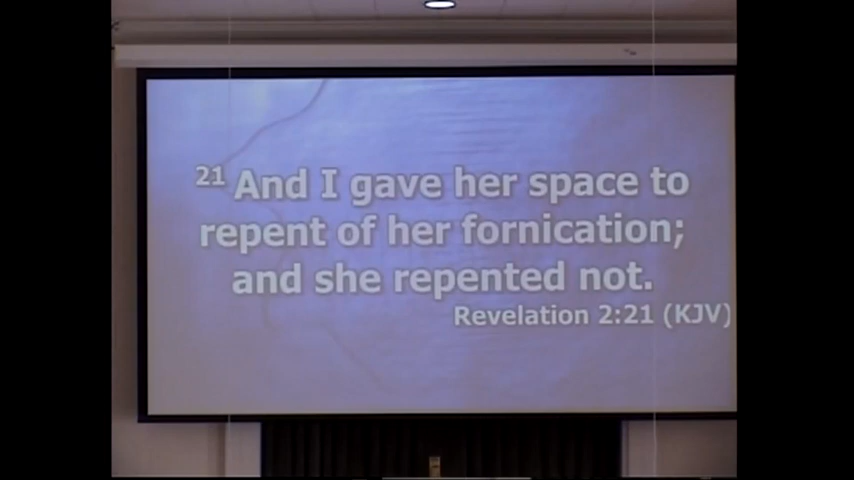 21 And I gave her space to
repent of her fornication;
and she repented not.
Revelation 2:21 (KJV)